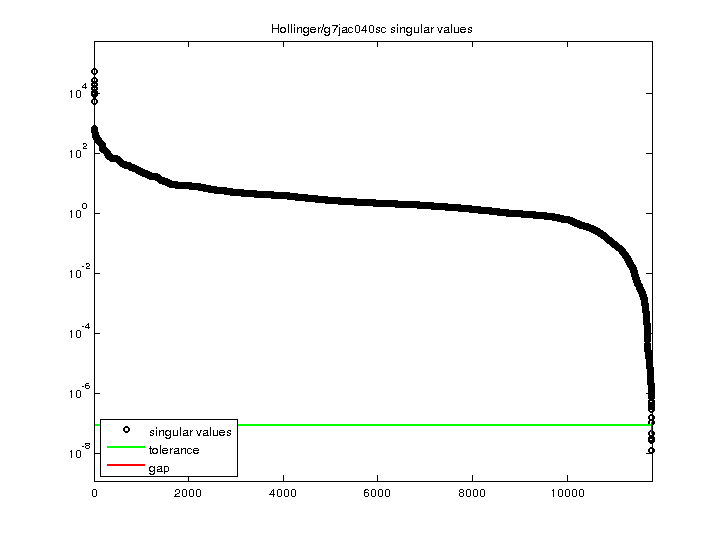 Hollinger/g7jac040sc singular values
10^4
10^2
10^0
10^-2
10^-4
10^-6
10^-8
singular values
tolerance
gap
0 2000 4000 6000 8000 10000